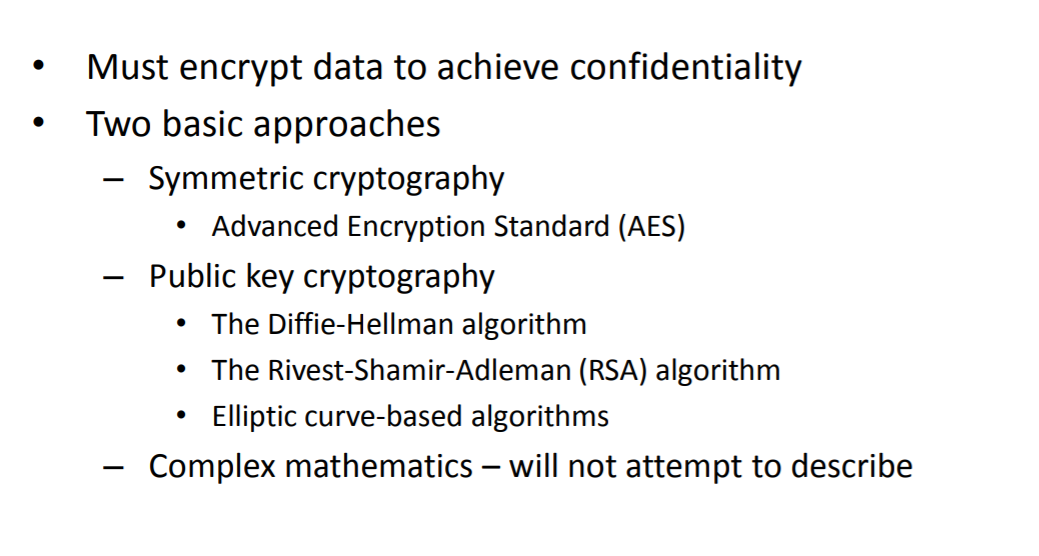 • Must encrypt data to achieve confidentiality
• Two basic approaches
– Symmetric cryptography
• Advanced Encryption Standard (AES)
– Public key cryptography
• The Diffie-Hellman algorithm
• The Rivest-Shamir-Adleman (RSA) algorithm
• Elliptic curve-based algorithms
– Complex mathematics – will not attempt to describe